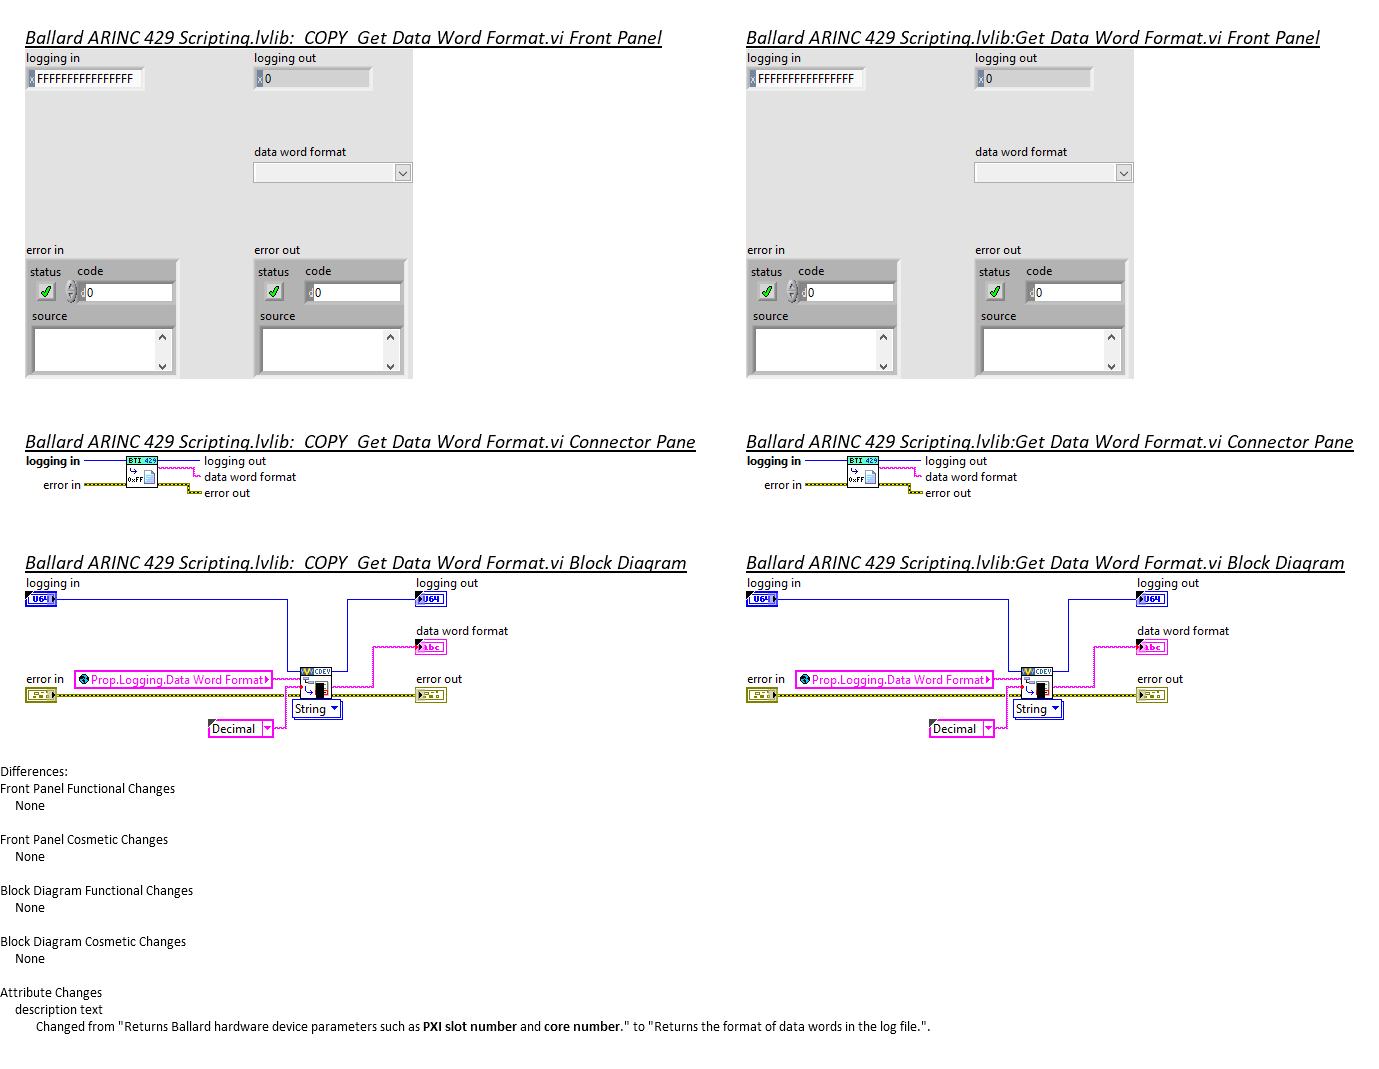 Ballard ARINC 429 Scripting.lvlib:_COPY_Get Data Word Format.vi Front Panel
logging in
logging out
x FFFFFFFFFFFFFFFF
x 0
data word format
error in
error out
status code
status code
d 0
d 0
source
source
Ballard ARINC 429 Scripting.lvlib:Get Data Word Format.vi Front Panel
logging in
logging out
x FFFFFFFFFFFFFFFF
x 0
data word format
error in
error out
status code
status code
d 0
d 0
source
source
Ballard ARINC 429 Scripting.lvlib:_COPY_Get Data Word Format.vi Connector Pane
logging in
BTI 429
0xFF
logging out
data word format
error in
error out
Ballard ARINC 429 Scripting.lvlib:Get Data Word Format.vi Connector Pane
logging in
BTI 429
0xFF
logging out
data word format
error in
error out
Ballard ARINC 429 Scripting.lvlib:_COPY_Get Data Word Format.vi Block Diagram
logging in
logging out
U64
U64
data word format
abc
error in
Prop.Logging.Data Word Format
CDEV
error out
String
Decimal
Ballard ARINC 429 Scripting.lvlib:Get Data Word Format.vi Block Diagram
logging in
logging out
U64
U64
data word format
abc
error in
Prop.Logging.Data Word Format
CDEV
error out
String
Decimal
Differences:
Front Panel Functional Changes
None
Front Panel Cosmetic Changes
None
Block Diagram Functional Changes
None
Block Diagram Cosmetic Changes
None
Attribute Changes
description text
Changed from "Returns Ballard hardware device parameters such as PXI slot number and core number." to "Returns the format of data words in the log file.".